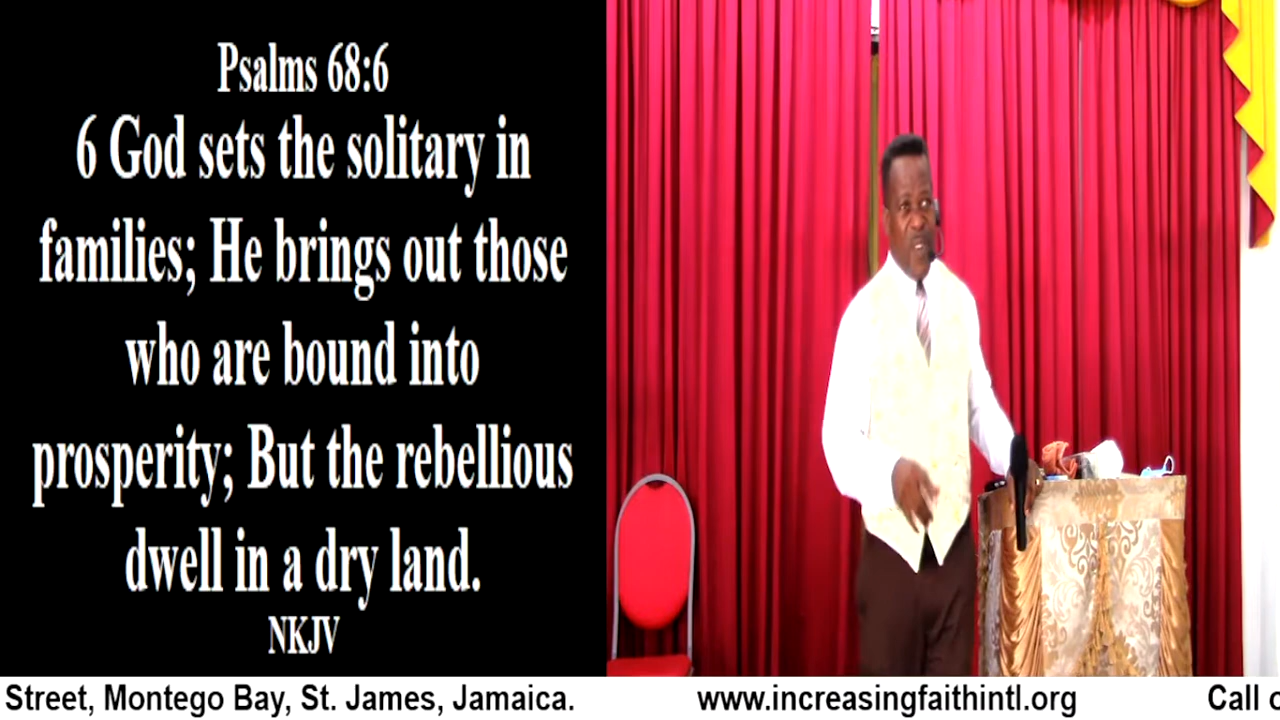 Psalms 68:6
6 God sets the solitary in
families; He brings out those
who are bound into
prosperity; But the rebellious
dwell in a dry land.
NKJV
Street, Montego Bay, St. James, Jamaica. www.increasingfaithintl.org Call